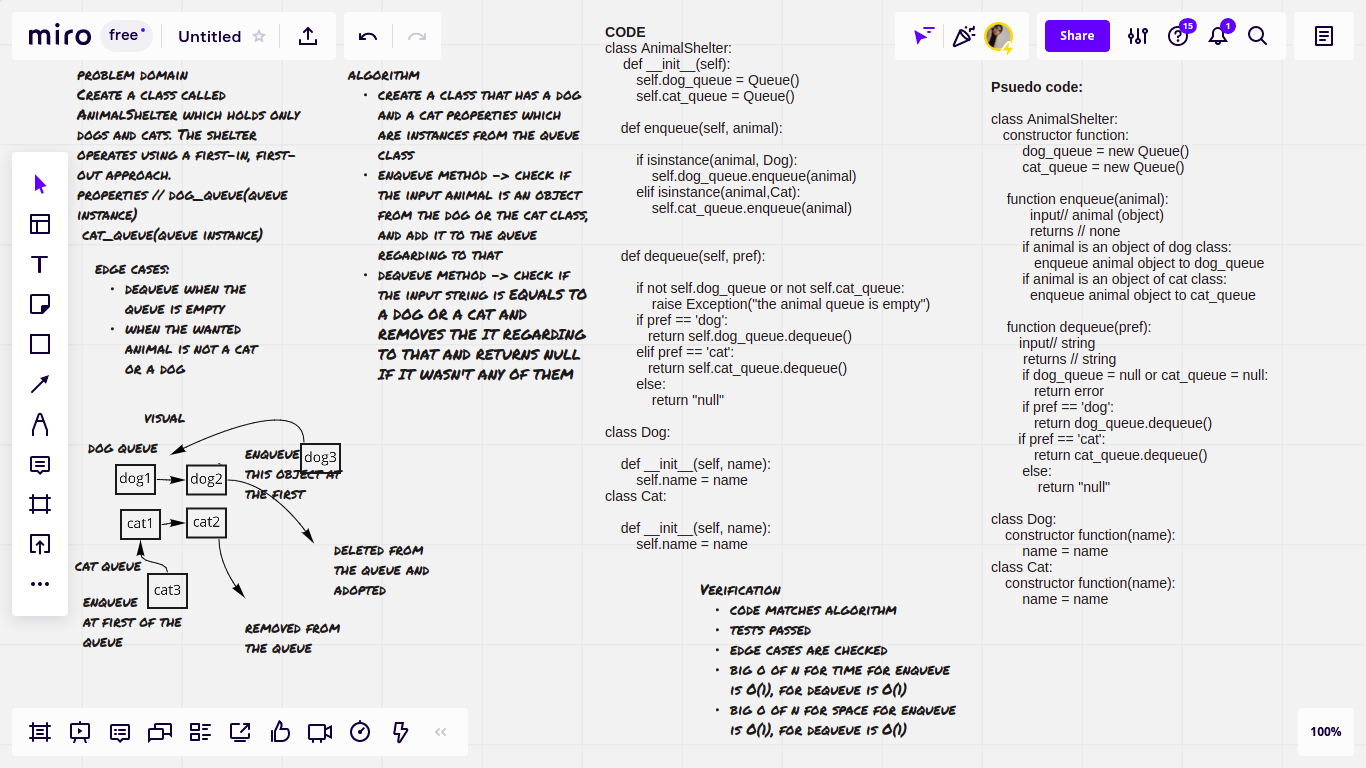 miro
free
Untitled
Share
15
1
PROBLEM DOMAIN
CREATE A CLASS CALLED
ANIMALSHELTER WHICH HOLDS ONLY
DOGS AND CATS. THE SHELTER
OPERATES USING A FIRST-IN, FIRST-
OUT APPROACH.
PROPERTIES // DOG_QUEUE(QUEUE
INSTANCE)
CAT_QUEUE(QUEUE INSTANCE)
EDGE CASES:
• DEQUEUE WHEN THE
QUEUE IS EMPTY
• WHEN THE WANTED
ANIMAL IS NOT A CAT
OR A DOG
ALGORITHM
• CREATE A CLASS THAT HAS A DOG
AND A CAT PROPERTIES WHICH
ARE INSTANCES FROM THE QUEUE
CLASS
• ENQUEUE METHOD -> CHECK IF
THE INPUT ANIMAL IS AN OBJECT
FROM THE DOG OR THE CAT CLASS,
AND ADD IT TO THE QUEUE
REGARDING TO THAT
• DEQUEUE METHOD -> CHECK IF
THE INPUT STRING IS EQUALS TO
A DOG OR A CAT AND
REMOVES THE IT REGARDING
TO THAT AND RETURNS NULL
IF IT WASN'T ANY OF THEM
VISUAL
DOG QUEUE
dog1
dog2
dog3
ENQUEUE
THIS OBJECT AT
THE FIRST
cat1
cat2
CAT QUEUE
cat3
ENQUEUE
AT FIRST OF THE
QUEUE
DELETED FROM
THE QUEUE AND
ADOPTED
REMOVED FROM
THE QUEUE
CODE
class AnimalShelter:
def __init__(self):
self.dog_queue = Queue()
self.cat_queue = Queue()
def enqueue(self, animal):
if isinstance(animal, Dog):
self.dog_queue.enqueue(animal)
elif isinstance(animal,Cat):
self.cat_queue.enqueue(animal)
def dequeue(self, pref):
if not self.dog_queue or not self.cat_queue:
raise Exception("the animal queue is empty")
if pref == 'dog':
return self.dog_queue.dequeue()
elif pref == 'cat':
return self.cat_queue.dequeue()
else:
return "null"
class Dog:
def __init__(self, name):
self.name = name
class Cat:
def __init__(self, name):
self.name = name
VERIFICATION
• CODE MATCHES ALGORITHM
• TESTS PASSED
• EDGE CASES ARE CHECKED
• BIG O OF N FOR TIME FOR ENQUEUE
IS O(1), FOR DEQUEUE IS O(1)
• BIG O OF N FOR SPACE FOR ENQUEUE
IS O(1), FOR DEQUEUE IS O(1)
Psuedo code:
class AnimalShelter:
constructor function:
dog_queue = new Queue()
cat_queue = new Queue()
function enqueue(animal):
input// animal (object)
returns // none
if animal is an object of dog class:
enqueue animal object to dog_queue
if animal is an object of cat class:
enqueue animal object to cat_queue
function dequeue(pref):
input// string
returns // string
if dog_queue = null or cat_queue = null:
return error
if pref == 'dog':
return dog_queue.dequeue()
if pref == 'cat':
return cat_queue.dequeue()
else:
return "null"
class Dog:
constructor function(name):
name = name
class Cat:
constructor function(name):
name = name
100%